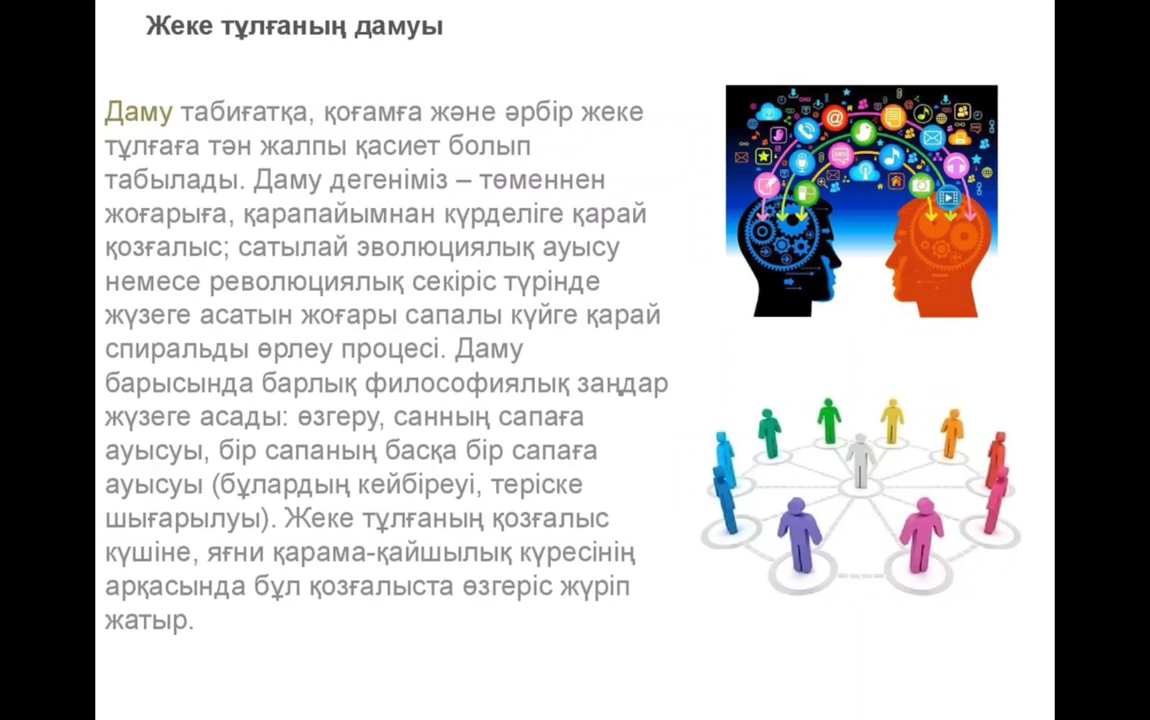 Жеке тұлғаның дамуы
Даму табиғатқа, қоғамға және әрбір жеке
тұлғаға тән жалпы қасиет болып
табылады. Даму дегеніміз – төменнен
жоғарыға, қарапайымнан күрделіге қарай
қозғалыс; сатылай эволюциялық ауысу
немесе революциялық секіріс түрінде
жүзеге асатын жоғары сапалы күйге қарай
спиральды өрлеу процесі. Даму
барысында барлық философиялық заңдар
жүзеге асады: өзгеру, санның сапаға
ауысуы, бір сапаның басқа бір сапаға
ауысуы (бұлардың кейбіреуі, теріске
шығарылуы). Жеке тұлғаның қозғалыс
күшіне, яғни қарама-қайшылық күресінің
арқасында бұл қозғалыста өзгеріс жүріп
жатыр.